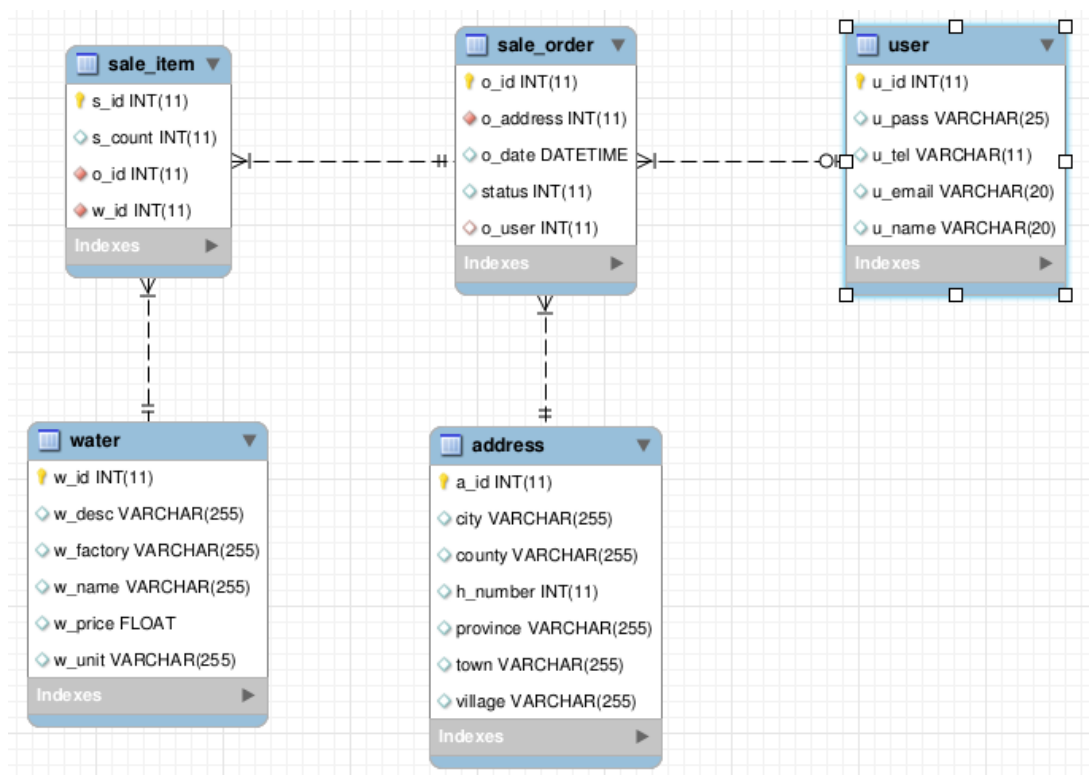 sale_item
s_id INT(11)
s_count INT(11)
o_id INT(11)
w_id INT(11)
Indexes
sale_order
o_id INT(11)
o_address INT(11)
o_date DATETIME
status INT(11)
o_user INT(11)
Indexes
user
u_id INT(11)
u_pass VARCHAR(25)
u_tel VARCHAR(11)
u_email VARCHAR(20)
u_name VARCHAR(20)
Indexes
water
w_id INT(11)
w_desc VARCHAR(255)
w_factory VARCHAR(255)
w_name VARCHAR(255)
w_price FLOAT
w_unit VARCHAR(255)
Indexes
address
a_id INT(11)
city VARCHAR(255)
county VARCHAR(255)
h_number INT(11)
province VARCHAR(255)
town VARCHAR(255)
village VARCHAR(255)
Indexes